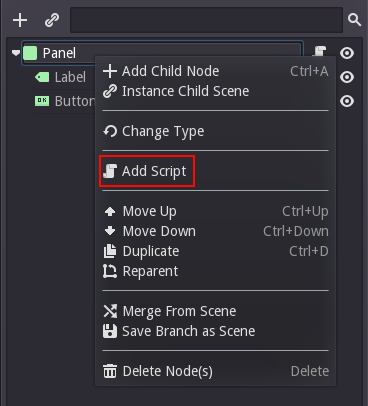 Panel
Label
Button
OK
Add Child Node Ctrl+A
Instance Child Scene
Change Type
Add Script
Move Up Ctrl+Up
Move Down Ctrl+Down
Duplicate Ctrl+D
Reparent
Merge From Scene
Save Branch as Scene
Delete Node(s) Delete